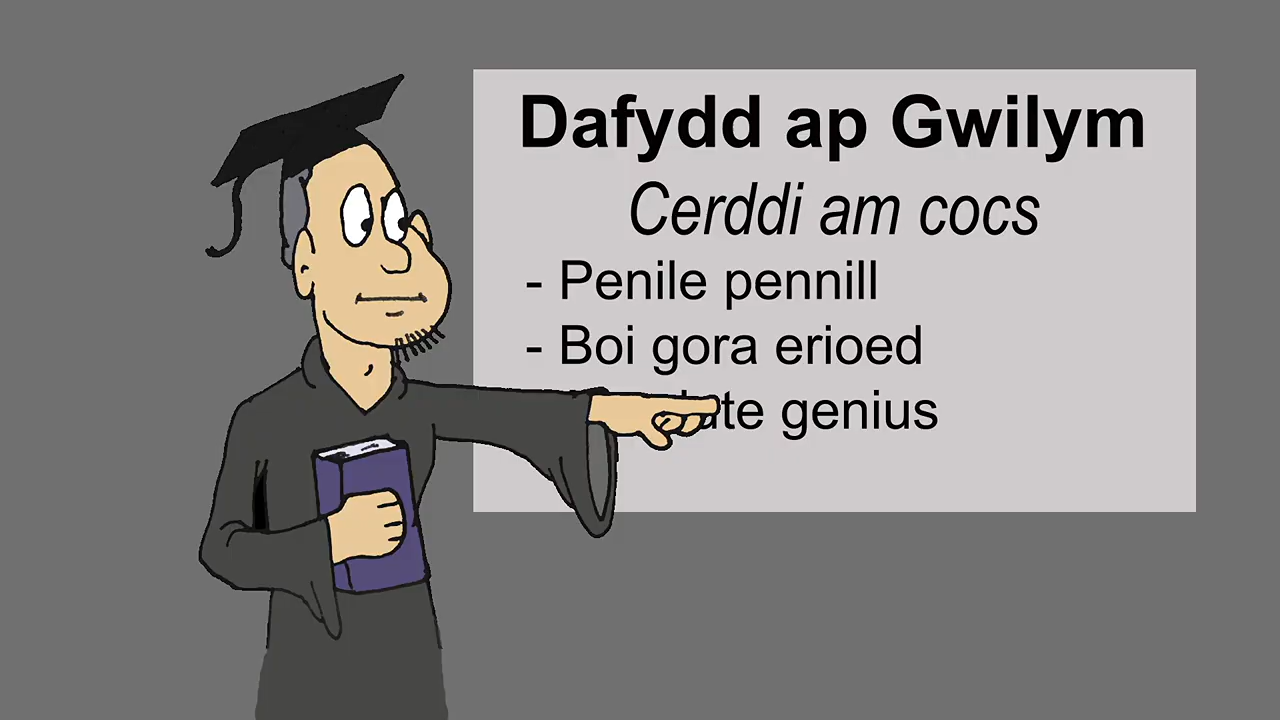 Dafydd ap Gwilym
Cerddi am cocs
- Penile pennill
- Boi gora erioed
- genius